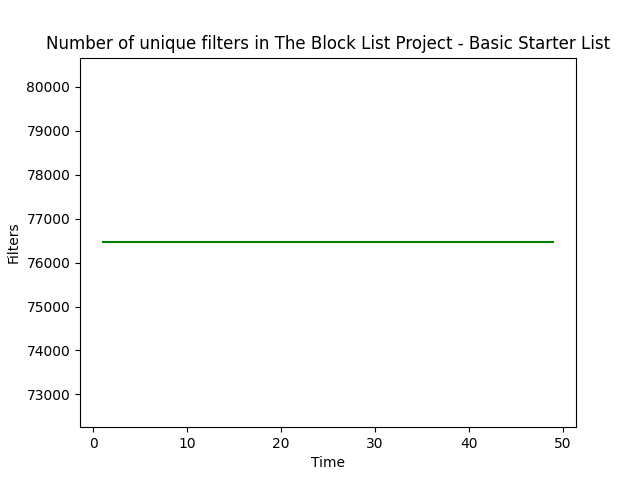 Number of unique filters in The Block List Project - Basic Starter List
80000
79000
78000
77000
76000
75000
74000
73000
Filters
0 10 20 30 40 50
Time